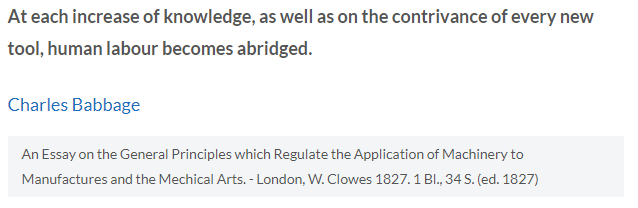 At each increase of knowledge, as well as on the contrivance of every new
tool, human labour becomes abridged.
Charles Babbage
An Essay on the General Principles which Regulate the Application of Machinery to
Manufactures and the Mechical Arts. - London, W. Clowes 1827. 1 Bl., 34 S. (ed. 1827)